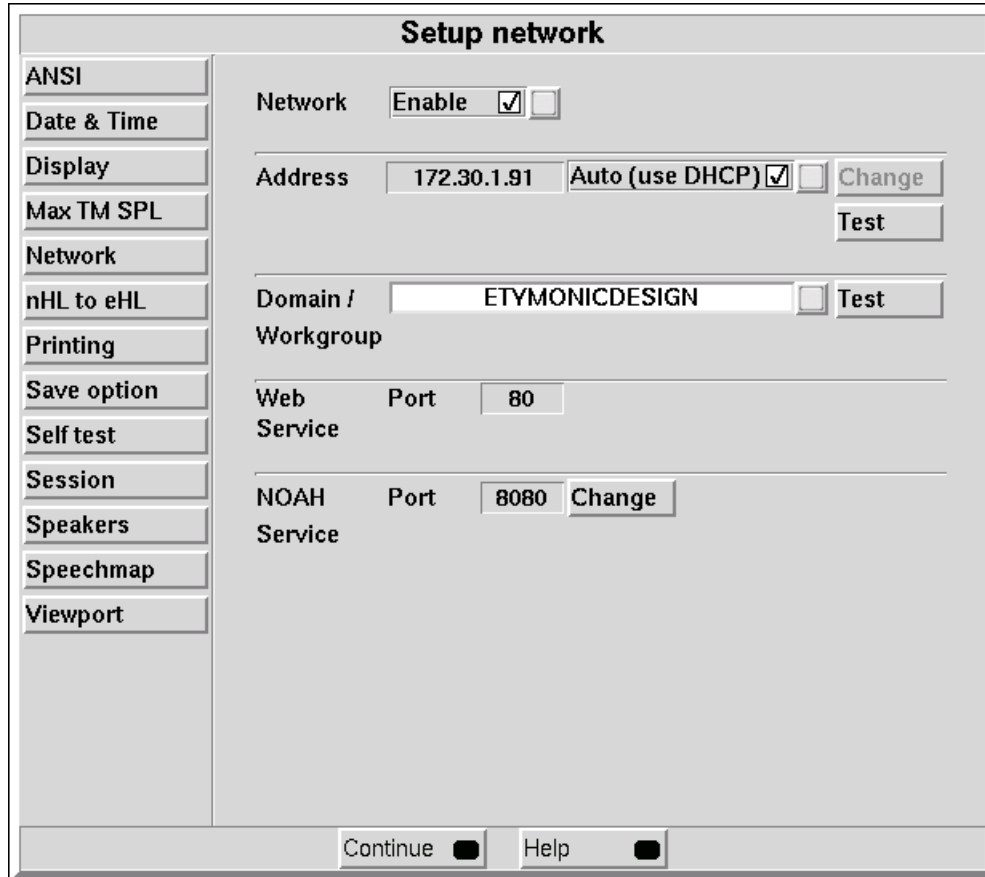 Setup network
ANSI
Date & Time
Display
Max TM SPL
Network
nHL to eHL
Printing
Save option
Self test
Session
Speakers
Speechmap
Viewport
Network Enable
Address 172.30.1.91 Auto (use DHCP) Change
Test
Domain / ETYMONICDESIGN Test
Workgroup
Web Port 80
Service
NOAH Port 8080 Change
Service
Continue Help